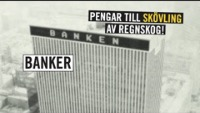 PENGAR TILL SKÖVLING
AV REGNSKOG!
BANKEN
BANKER